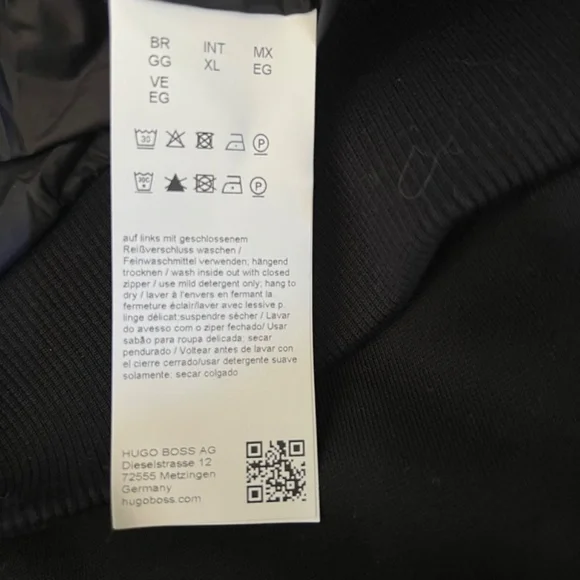 BR INT MX
GG XL EG
VE
EG
30 P
30C P
auf links mit geschlossenem
Reißverschluss waschen /
Feinwaschmittel verwenden; hängend
trocknen / wash inside out with closed
zipper / use mild detergent only; hang to
dry / laver à l'envers en fermant la
fermeture éclair/laver avec lessive p.
linge délicat;suspendre sécher / Lavar
do avesso com o ziper fechado/ Usar
sabão para roupa delicada; secar
pendurado / Voltear antes de lavar con
el cierre cerrado/usar detergente suave
solamente; secar colgado
HUGO BOSS AG
Dieselstrasse 12
72555 Metzingen
Germany
hugoboss.com